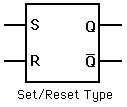 S Q
R Q̅
Set/Reset Type